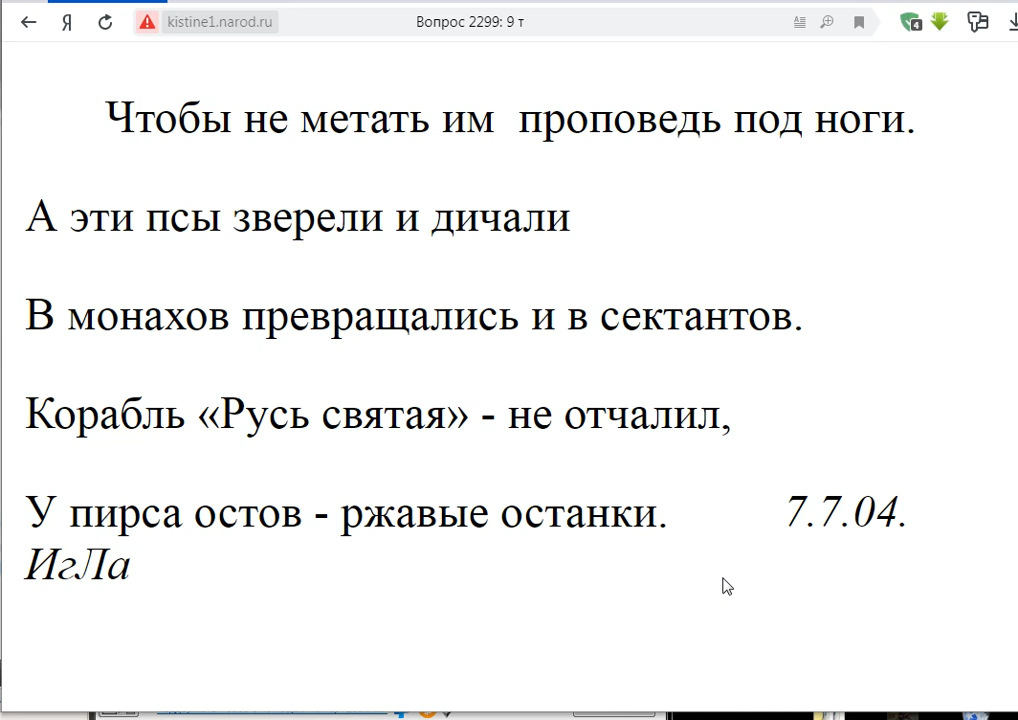 kistine1.narod.ru Вопрос 2299: 9 т
Чтобы не метать им проповедь под ноги.
А эти псы зверели и дичали
В монахов превращались и в сектантов.
Корабль «Русь святая» - не отчалил,
У пирса остов - ржавые останки. 7.7.04.
ИгЛа